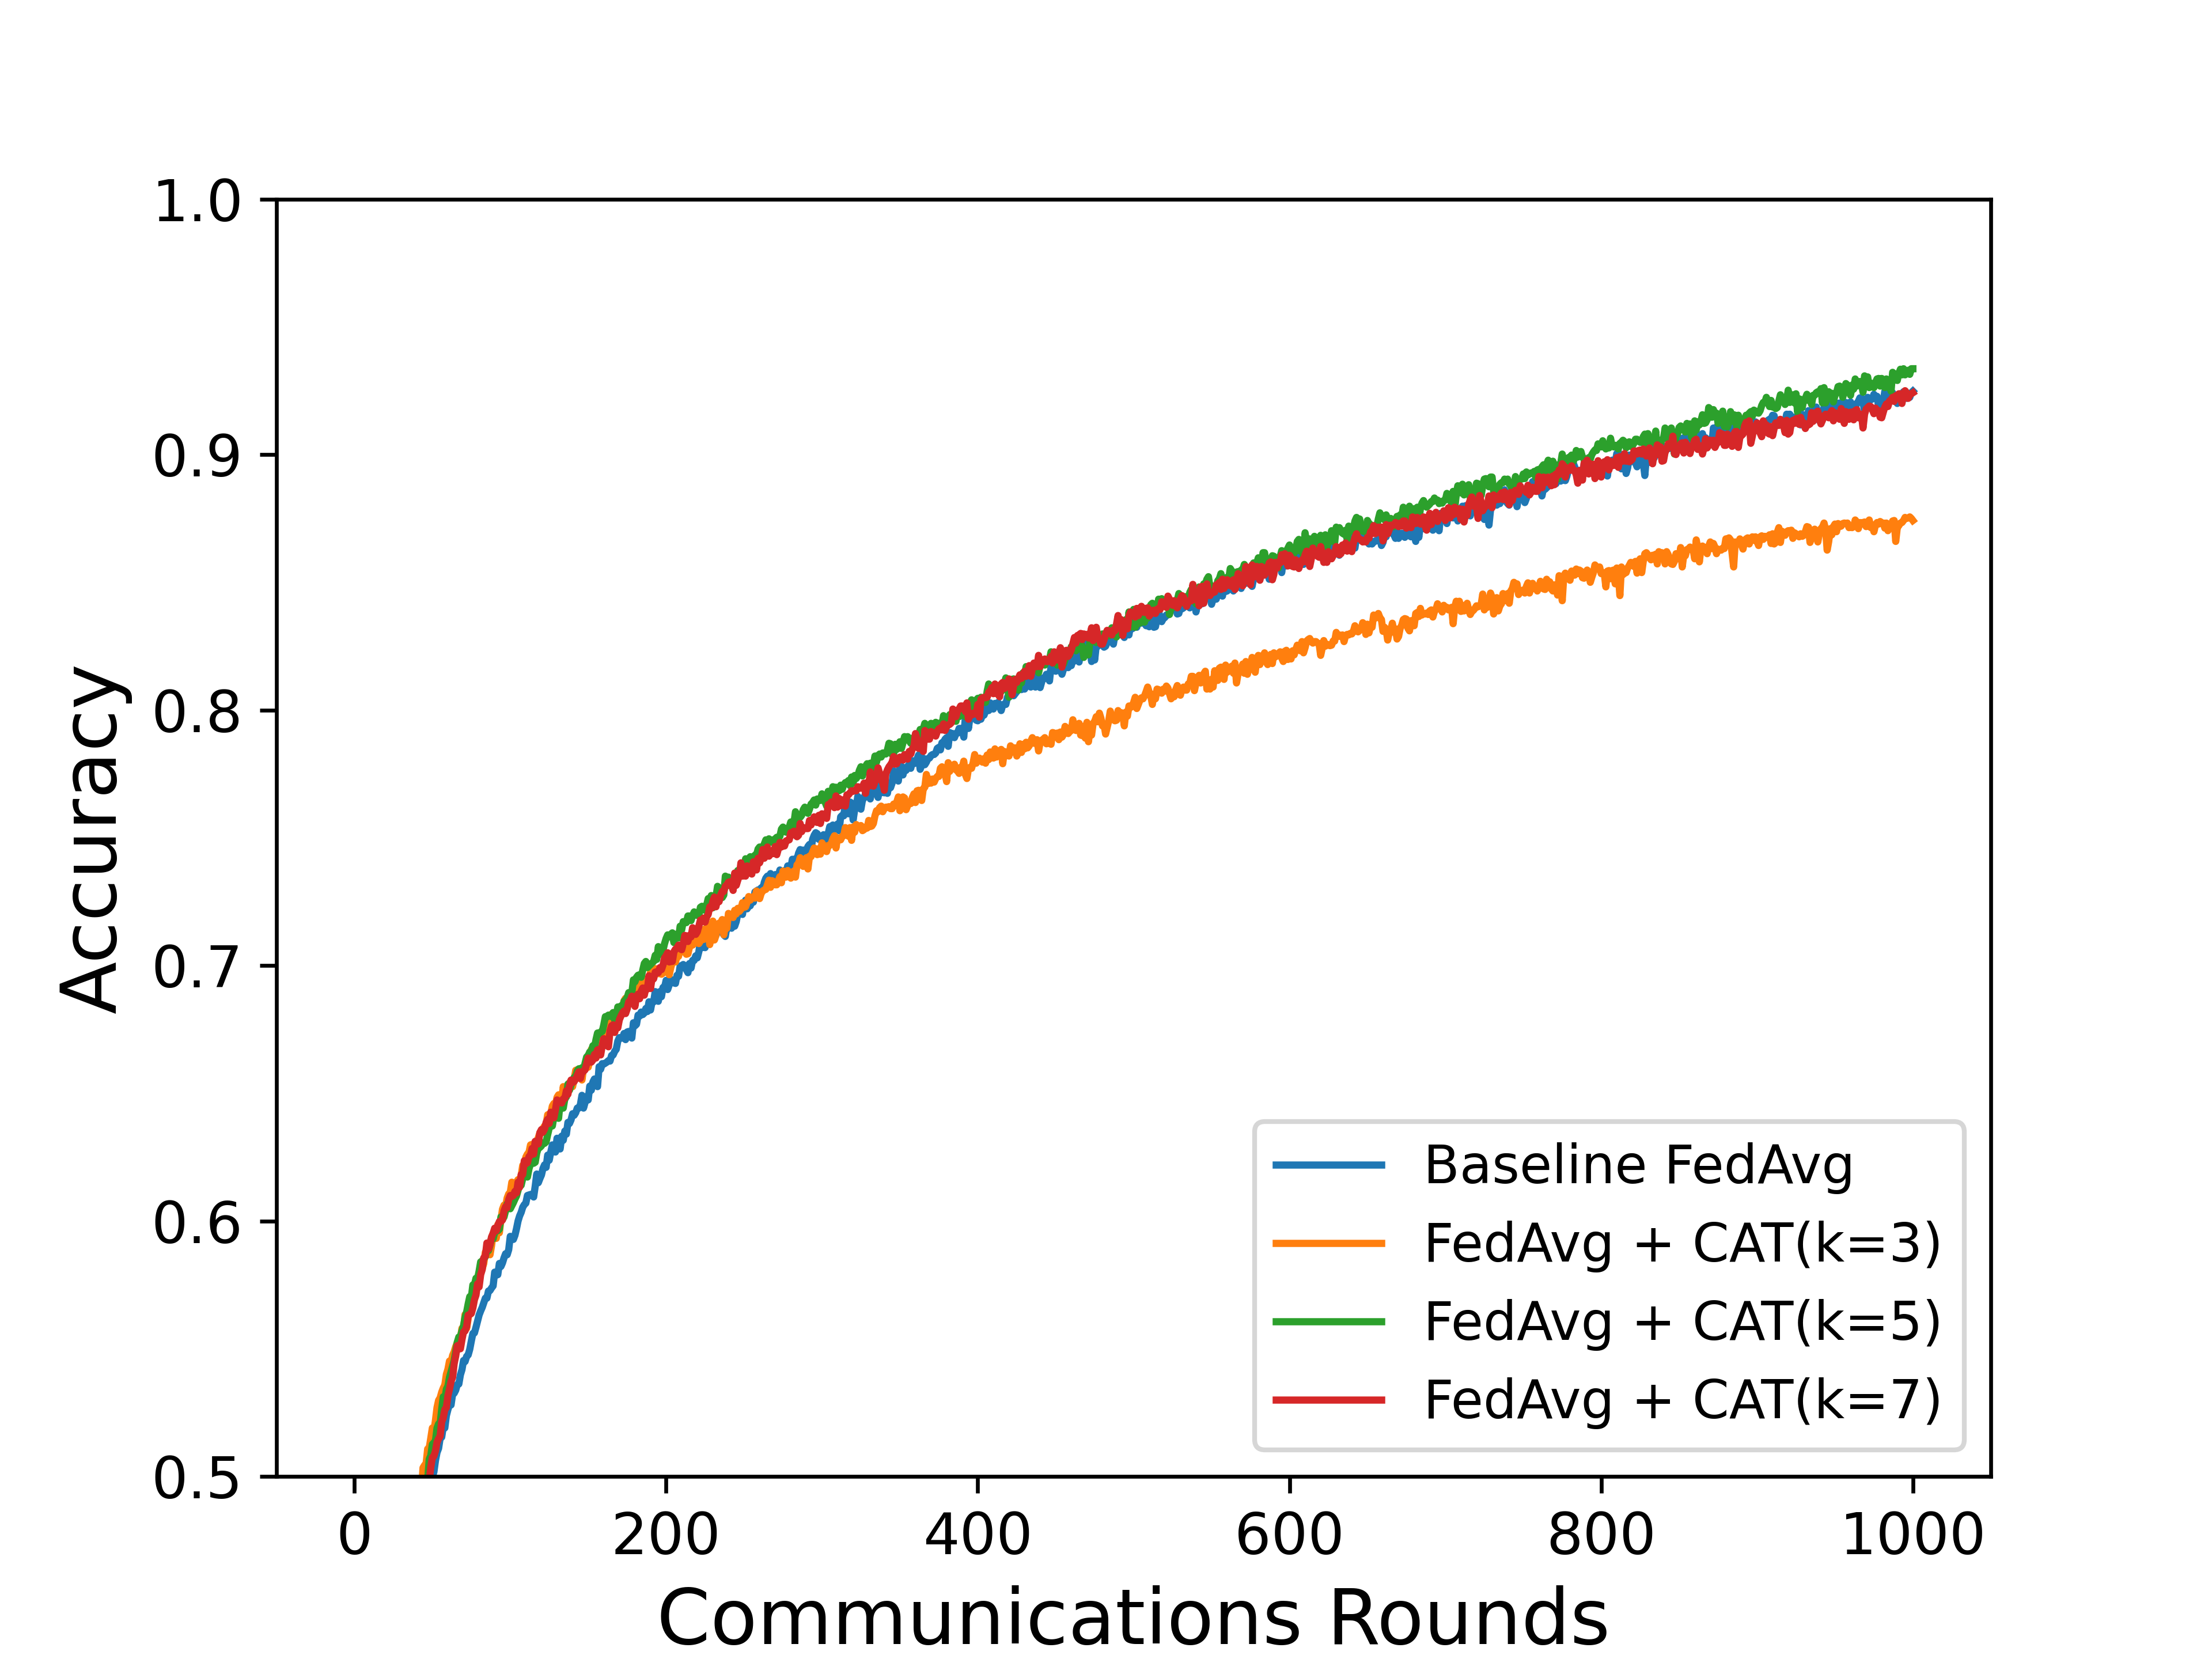 1.0
0.9
0.8
0.7
0.6
0.5
Accuracy
0 200 400 600 800 1000
Communications Rounds
Baseline FedAvg
FedAvg + CAT(k=3)
FedAvg + CAT(k=5)
FedAvg + CAT(k=7)